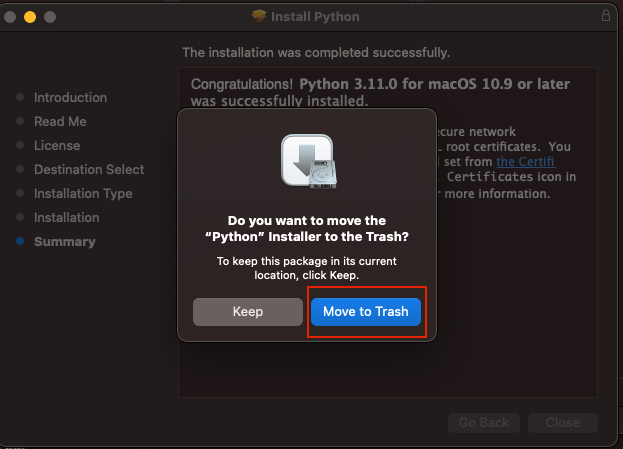 Install Python
The installation was completed successfully.
Introduction
Read Me
License
Destination Select
Installation Type
Installation
Summary
Congratulations! Python 3.11.0 for macOS 10.9 or later
was successfully installed.
ecure network
root certificates. You
set from the Certifi
Certificates icon in
more information.
Do you want to move the
“Python” Installer to the Trash?
To keep this package in its current
location, click Keep.
Keep
Move to Trash
Go Back
Close